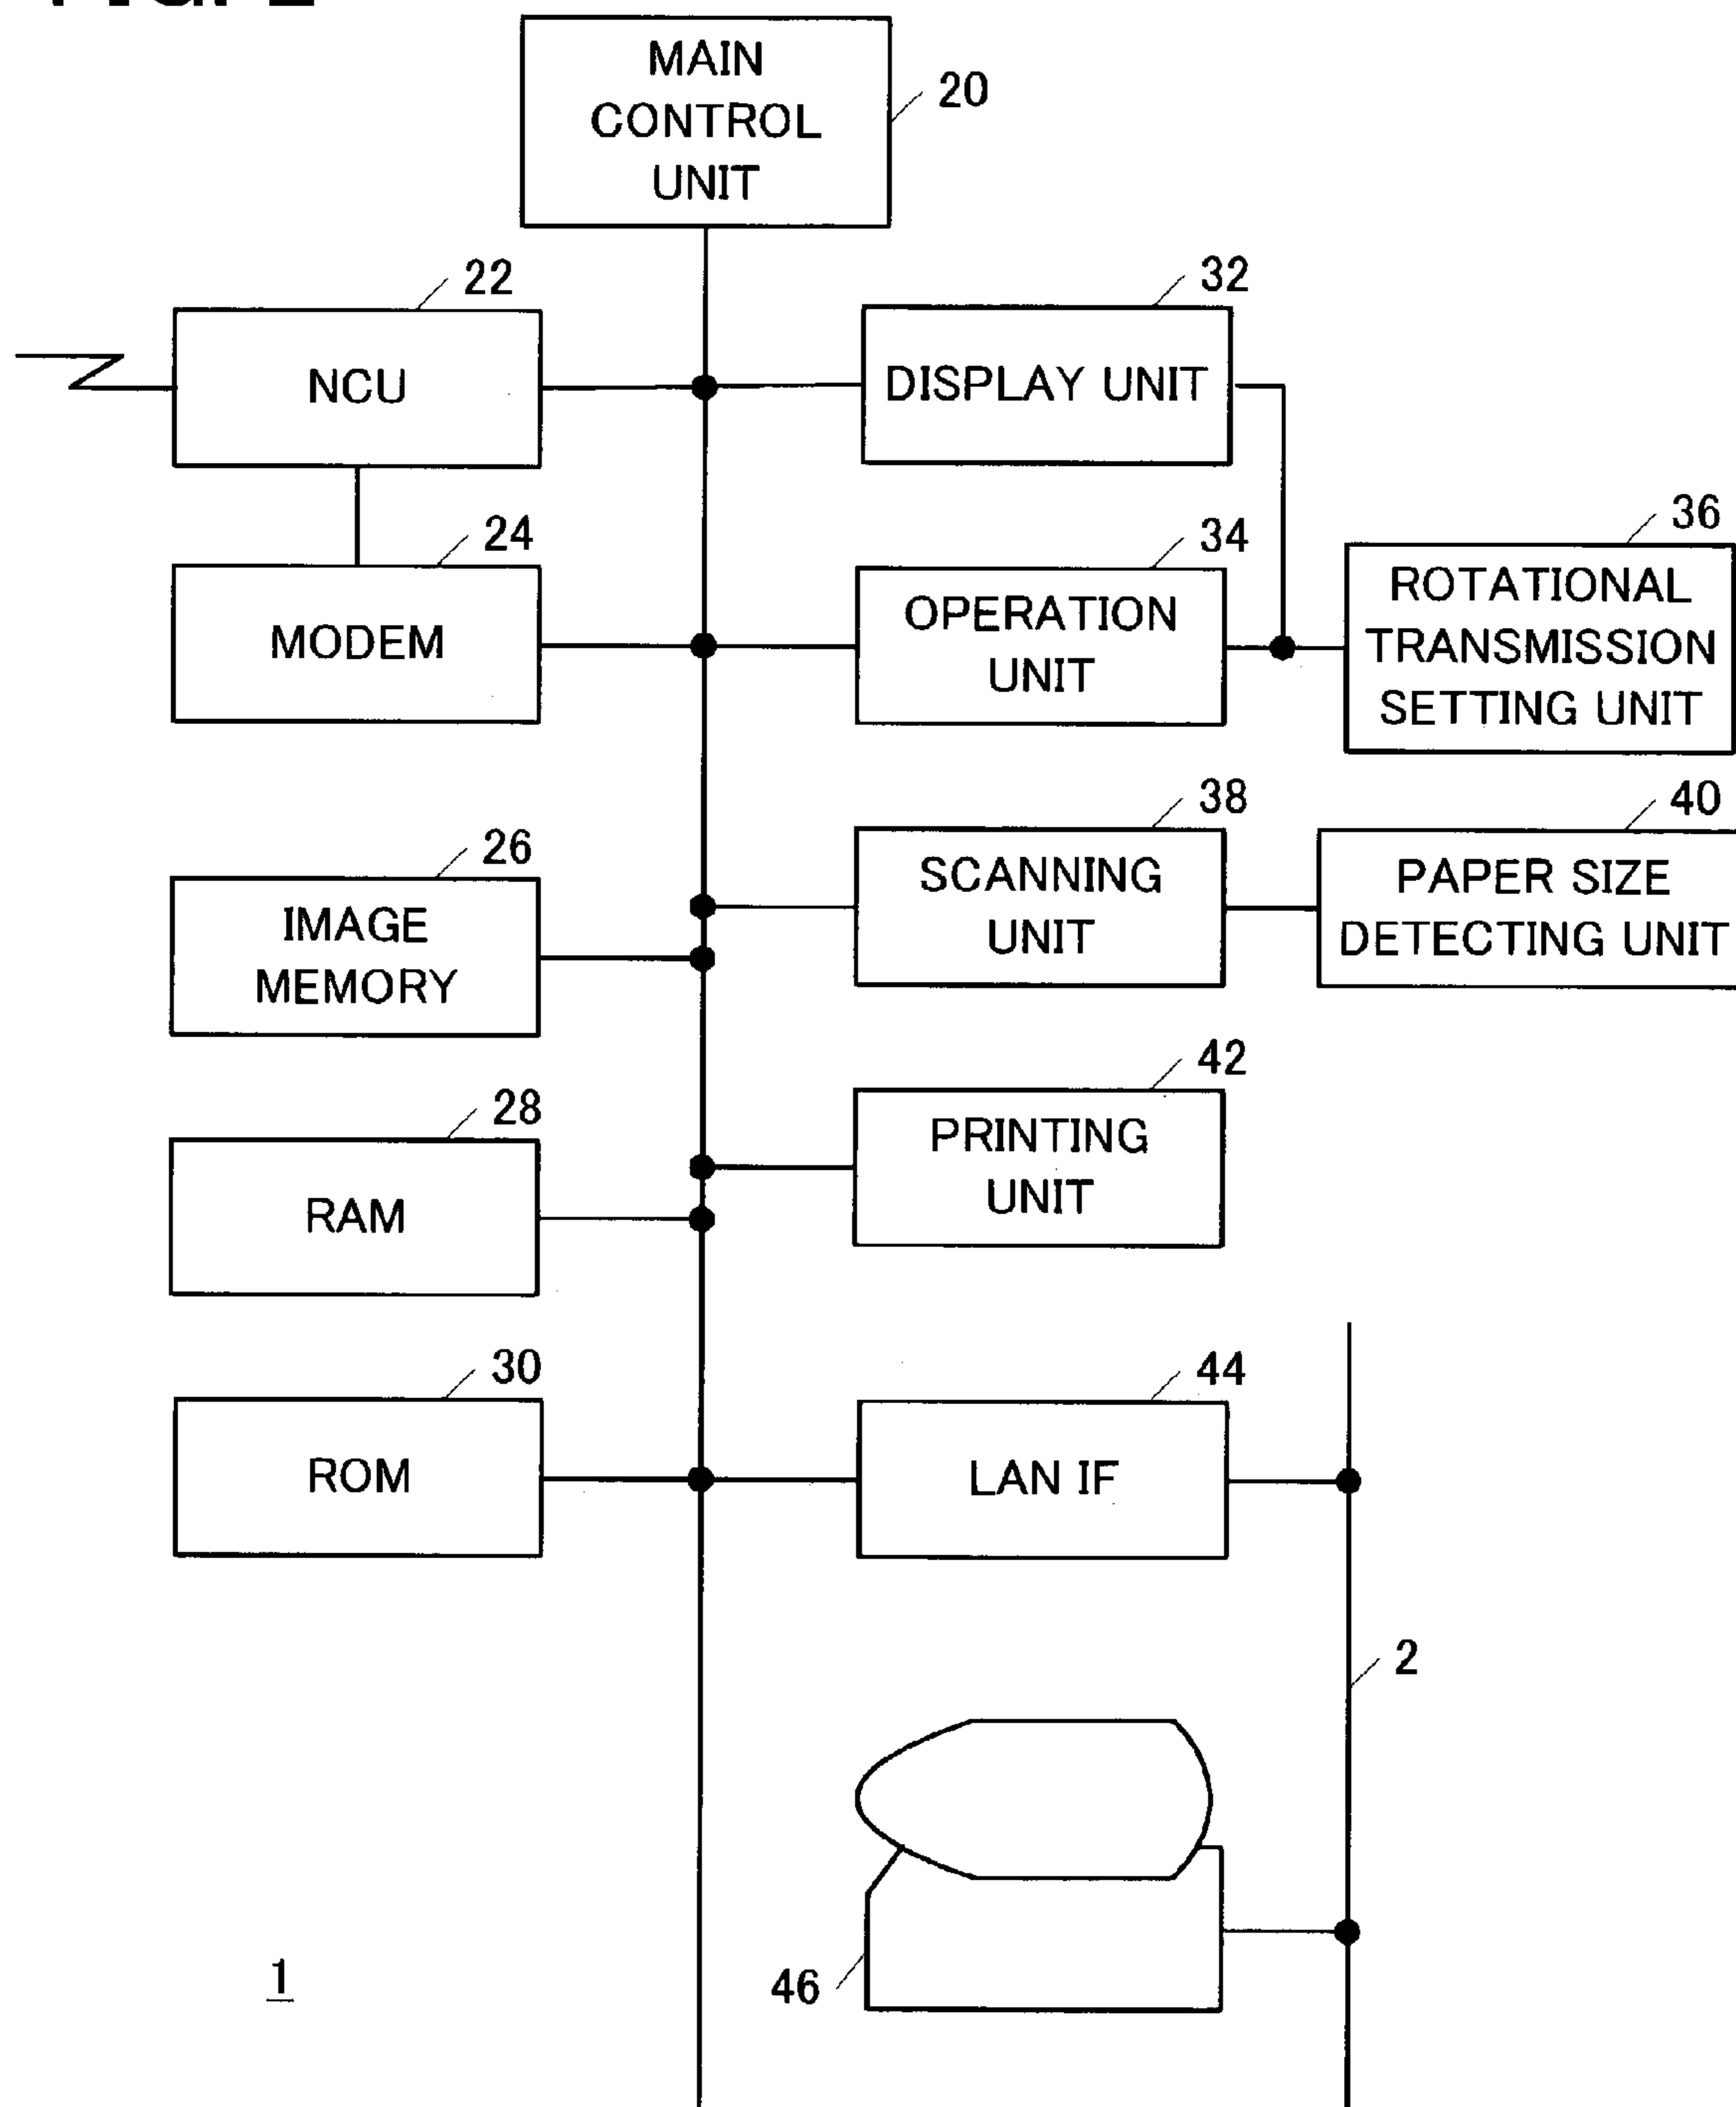 MAIN
CONTROL
UNIT
20
22
NCU
32
DISPLAY UNIT
24
MODEM
34
OPERATION
UNIT
36
ROTATIONAL
TRANSMISSION
SETTING UNIT
38
SCANNING
UNIT
40
PAPER SIZE
DETECTING UNIT
26
IMAGE
MEMORY
42
PRINTING
UNIT
28
RAM
30
ROM
44
LAN IF
2
46
1